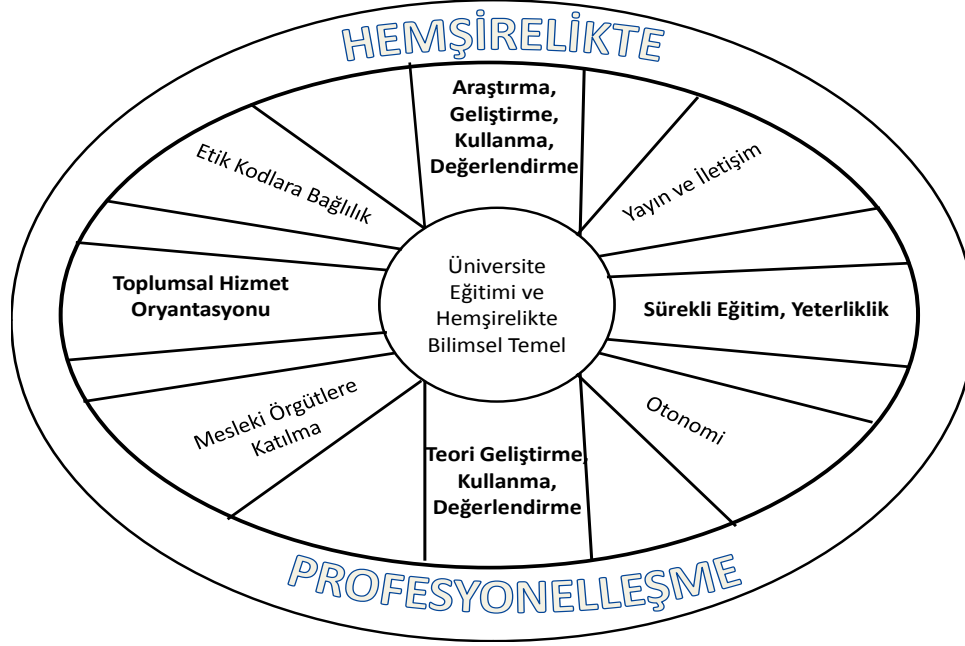 HEMŞİRELİKTE
Araştırma,
Geliştirme,
Kullanma,
Değerlendirme
Etik Kodlara Bağlılık
Yayın ve İletişim
Toplumsal Hizmet
Oryantasyonu
Üniversite
Eğitimi ve
Hemşirelikte
Bilimsel Temel
Sürekli Eğitim, Yeterliklik
Mesleki Örgütlere
Katılma
Teori Geliştirme,
Kullanma,
Değerlendirme
Otonomi
PROFESYONELLEŞME